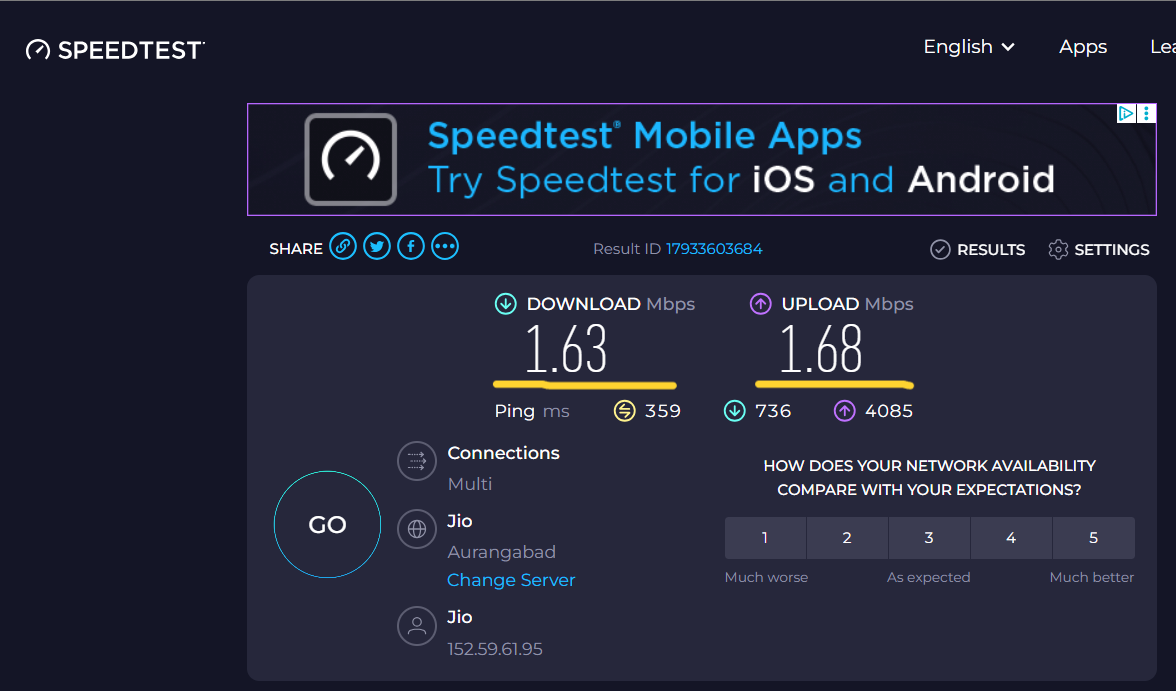 SPEEDTEST
English
Apps
Lea
Speedtest® Mobile Apps
Try Speedtest for iOS and Android
SHARE
Result ID 17933603684
RESULTS
SETTINGS
DOWNLOAD Mbps
UPLOAD Mbps
1.63
1.68
Ping ms
359
736
4085
GO
Connections
Multi
Jio
Aurangabad
Change Server
Jio
152.59.61.95
HOW DOES YOUR NETWORK AVAILABILITY
COMPARE WITH YOUR EXPECTATIONS?
1
2
3
4
5
Much worse
As expected
Much better